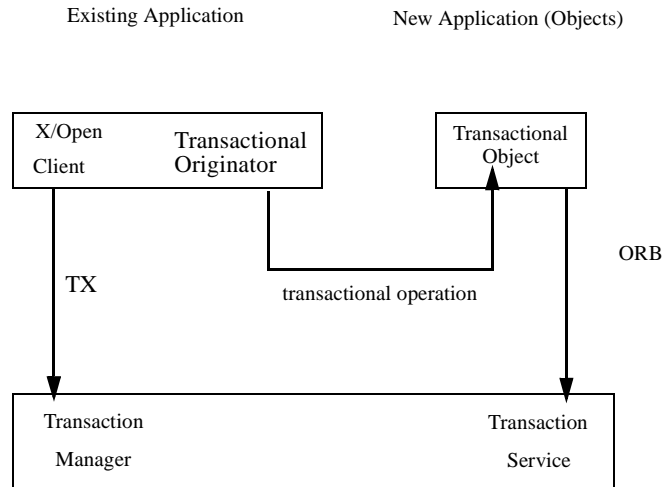 Existing Application
New Application (Objects)
X/Open
Client
Transactional
Originator
Transactional
Object
TX
transactional operation
ORB
Transaction
Manager
Transaction
Service